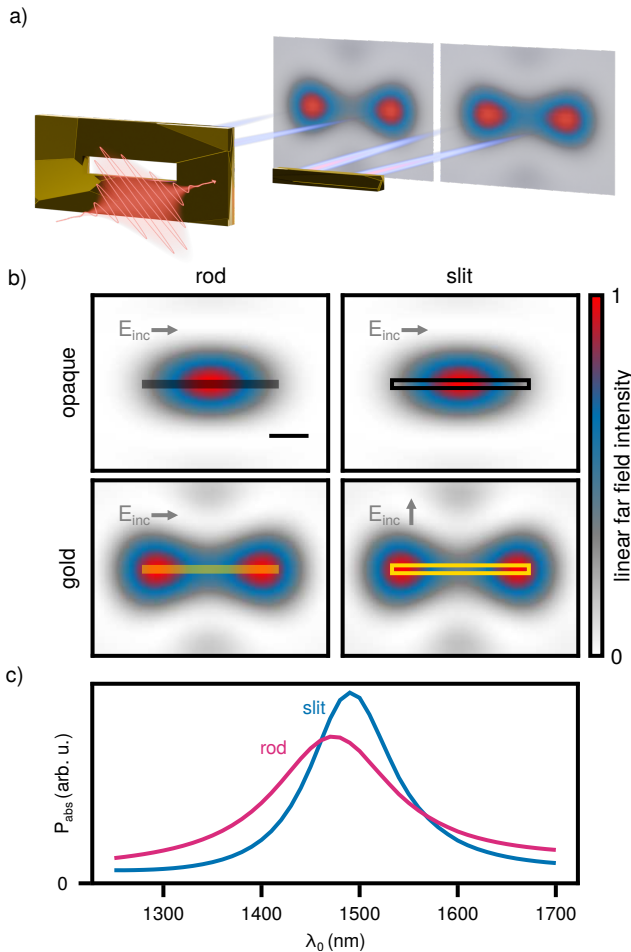 a)
b)
rod
slit
opaque
E_inc
E_inc
gold
E_inc
E_inc
1
linear far field intensity
0
c)
slit
rod
P_abs (arb. u.)
0
1300
1400
1500
1600
1700
λ_0 (nm)